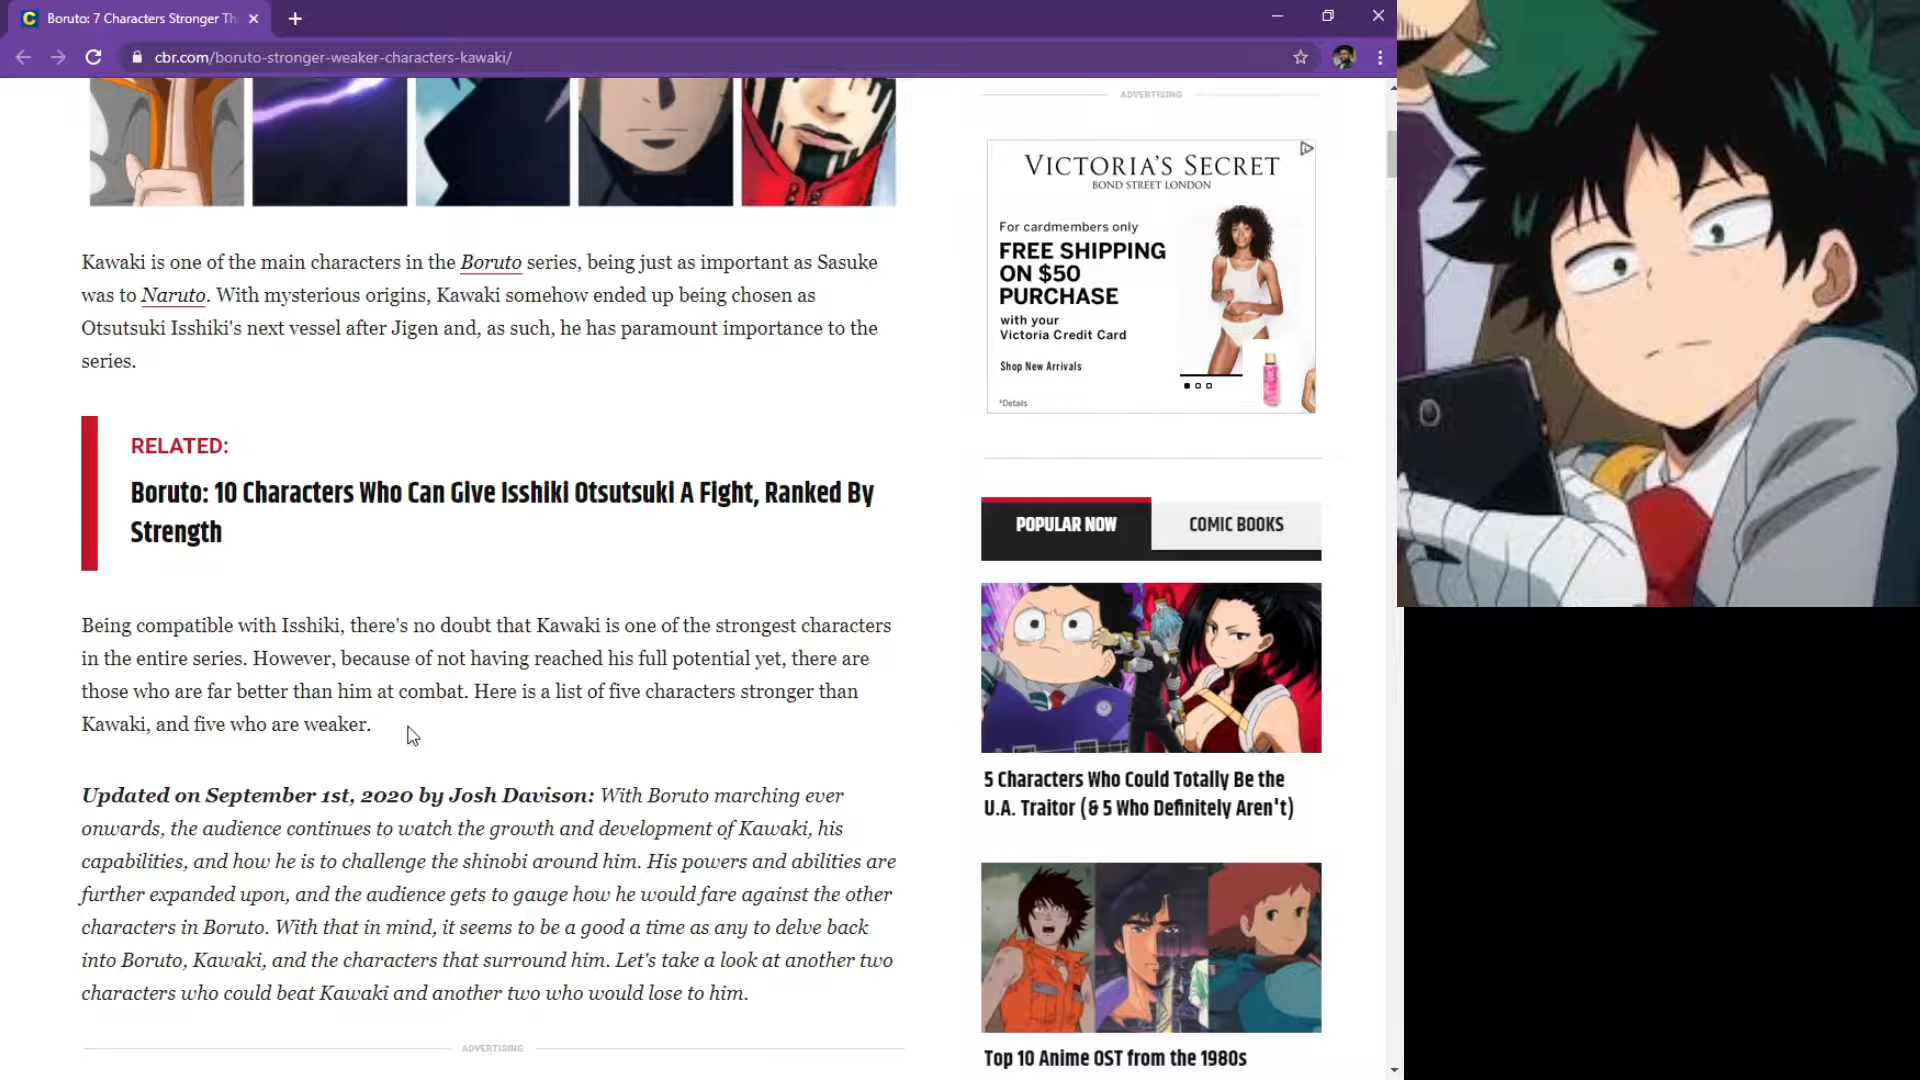 Boruto: 7 Characters Stronger Th
cbr.com/boruto-stronger-weaker-characters-kawaki/
Kawaki is one of the main characters in the Boruto series, being just as important as Sasuke
was to Naruto. With mysterious origins, Kawaki somehow ended up being chosen as
Otsutsuki Isshiki's next vessel after Jigen and, as such, he has paramount importance to the
series.
RELATED:
Boruto: 10 Characters Who Can Give Isshiki Otsutsuki A Fight, Ranked By
Strength
Being compatible with Isshiki, there's no doubt that Kawaki is one of the strongest characters
in the entire series. However, because of not having reached his full potential yet, there are
those who are far better than him at combat. Here is a list of five characters stronger than
Kawaki, and five who are weaker.
Updated on September 1st, 2020 by Josh Davison: With Boruto marching ever
onwards, the audience continues to watch the growth and development of Kawaki, his
capabilities, and how he is to challenge the shinobi around him. His powers and abilities are
further expanded upon, and the audience gets to gauge how he would fare against the other
characters in Boruto. With that in mind, it seems to be a good a time as any to delve back
into Boruto, Kawaki, and the characters that surround him. Let's take a look at another two
characters who could beat Kawaki and another two who would lose to him.
ADVERTISING
ADVERTISING
VICTORIA'S SECRET
BOND STREET LONDON
For cardmembers only
FREE SHIPPING
ON $50
PURCHASE
with your
Victoria Credit Card
Shop New Arrivals
*Details
POPULAR NOW
COMIC BOOKS
5 Characters Who Could Totally Be the
U.A. Traitor (& 5 Who Definitely Aren't)
Top 10 Anime OST from the 1980s